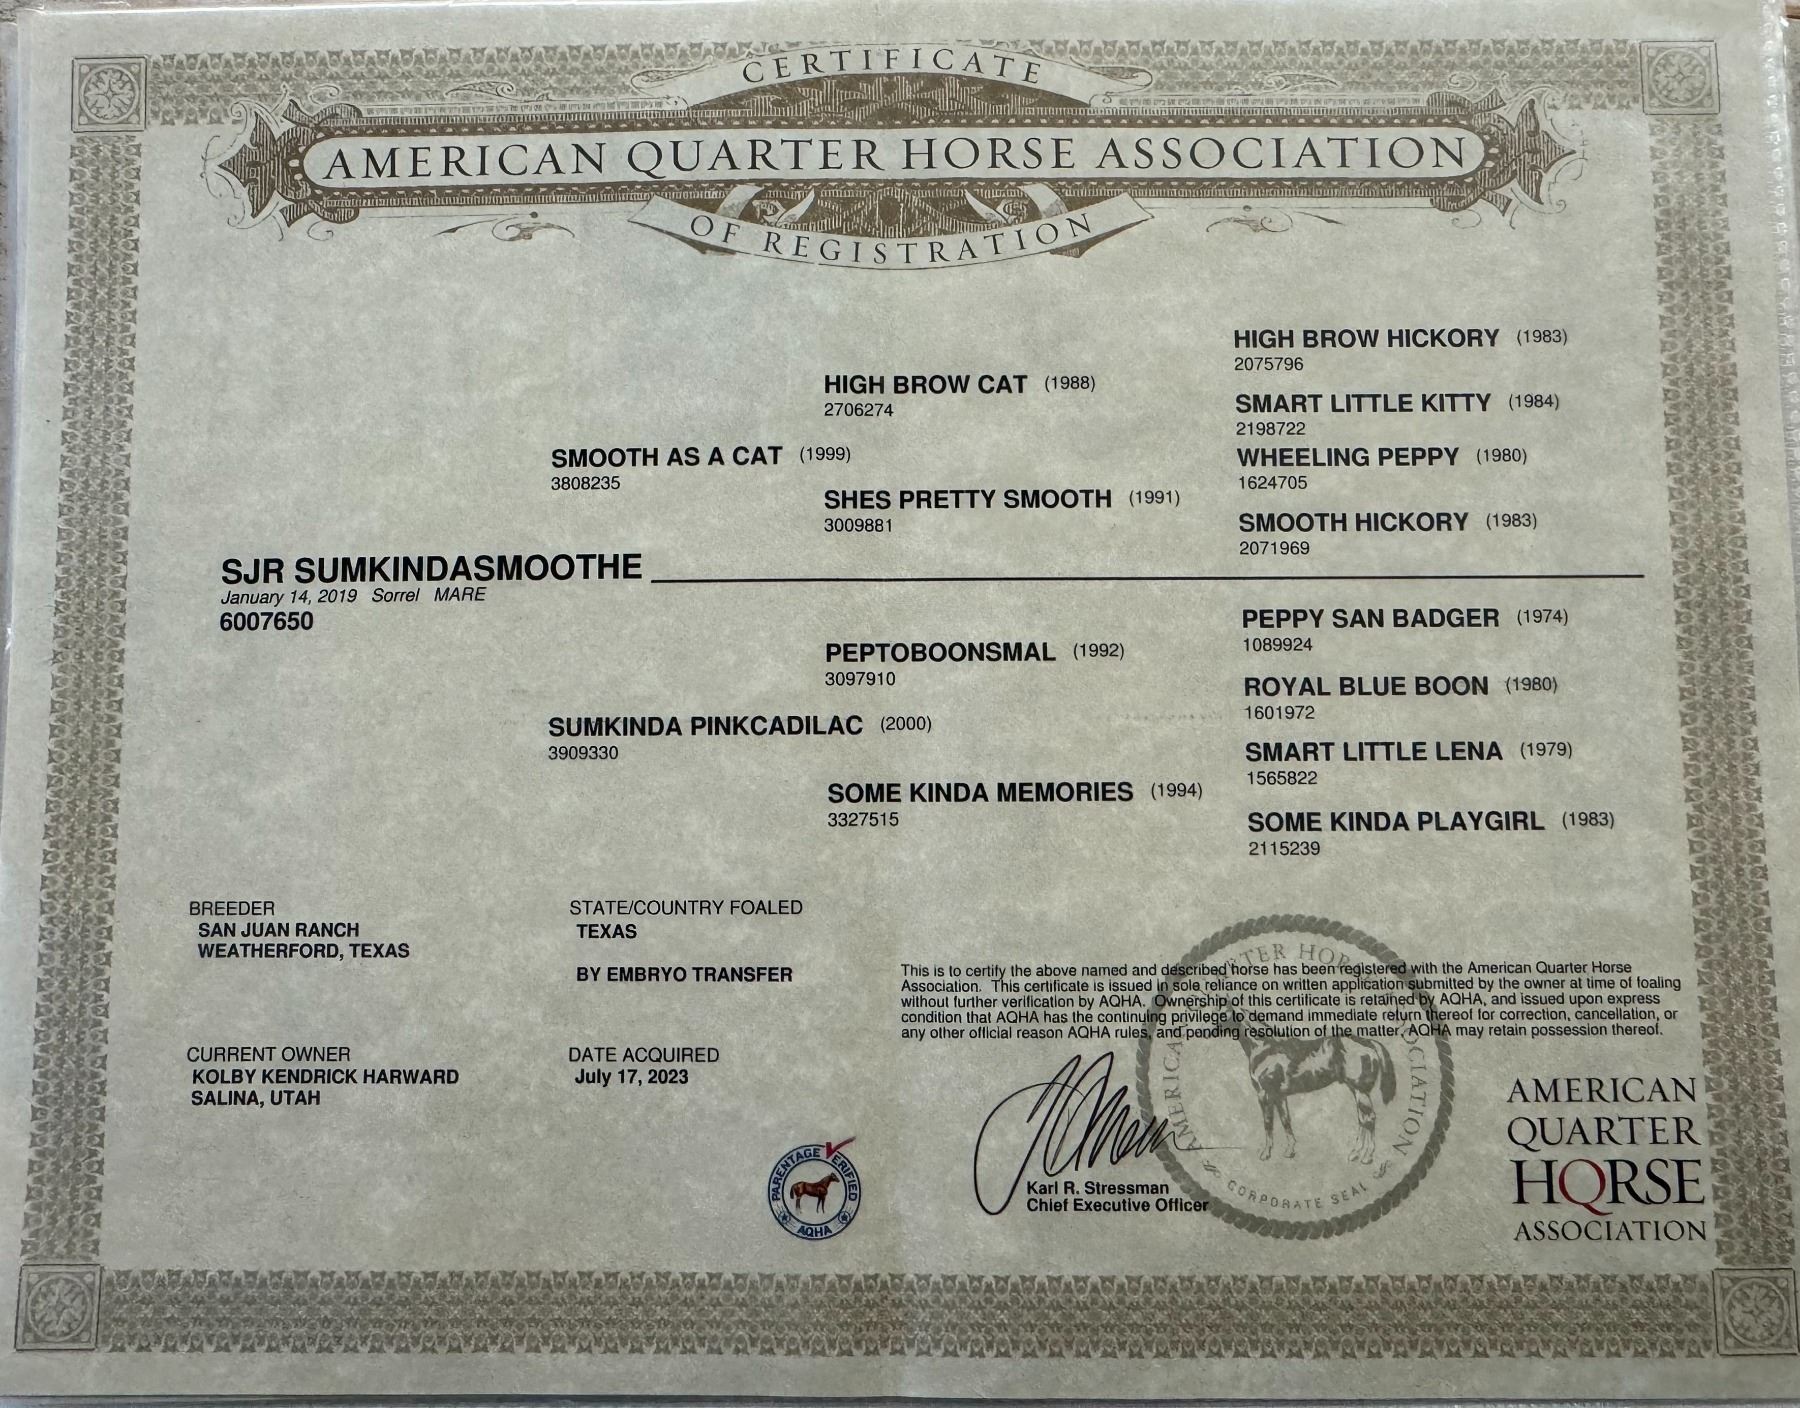 CERTIFICATE
AMERICAN QUARTER HORSE ASSOCIATION
OF REGISTRATION
HIGH BROW HICKORY (1983)
2075796
HIGH BROW CAT (1988)
2706274
SMART LITTLE KITTY (1984)
2198722
SMOOTH AS A CAT (1999)
3808235
WHEELING PEPPY (1980)
1624705
SHES PRETTY SMOOTH (1991)
3009881
SMOOTH HICKORY (1983)
2071969
SJR SUMKINDASMOOTHE
January 14, 2019 Sorrel MARE
6007650
PEPPY SAN BADGER (1974)
1089924
PEPTOBOONSMAL (1992)
3097910
ROYAL BLUE BOON (1980)
1601972
SUMKINDA PINKCADILAC (2000)
3909330
SMART LITTLE LENA (1979)
1565822
SOME KINDA MEMORIES (1994)
3327515
SOME KINDA PLAYGIRL (1983)
2115239
BREEDER
SAN JUAN RANCH
WEATHERFORD, TEXAS
STATE/COUNTRY FOALED
TEXAS
BY EMBRYO TRANSFER
This is to certify the above named and described horse has been registered with the American Quarter Horse
Association. This certificate is issued in sole reliance on written application submitted by the owner at time of foaling
without further verification by AQHA. Ownership of this certificate is retained by AQHA, and issued upon express
condition that AQHA has the continuing privilege to demand immediate return thereof for correction, cancellation, or
any other official reason AQHA rules, and pending resolution of the matter, AQHA may retain possession thereof.
CURRENT OWNER
KOLBY KENDRICK HARWARD
SALINA, UTAH
DATE ACQUIRED
July 17, 2023
PARENTAGE VERIFIED
AQHA
Karl R. Stressman
Chief Executive Officer
AMERICAN QUARTER HORSE ASSOCIATION
CORPORATE SEAL
AMERICAN
QUARTER
HORSE
ASSOCIATION